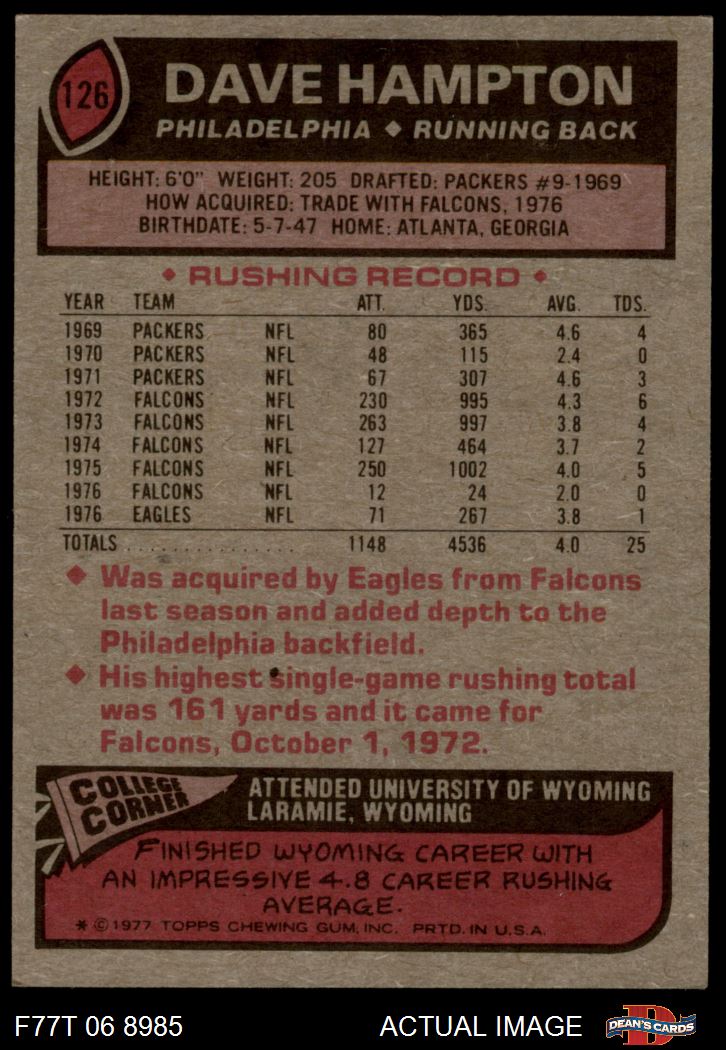 126
DAVE HAMPTON
PHILADELPHIA ◆ RUNNING BACK
HEIGHT: 6'0" WEIGHT: 205 DRAFTED: PACKERS #9-1969
HOW ACQUIRED: TRADE WITH FALCONS, 1976
BIRTHDATE: 5-7-47 HOME: ATLANTA, GEORGIA
◆ RUSHING RECORD ◆
YEAR TEAM ATT. YDS. AVG. TDS.
1969 PACKERS NFL 80 365 4.6 4
1970 PACKERS NFL 48 115 2.4 0
1971 PACKERS NFL 67 307 4.6 3
1972 FALCONS NFL 230 995 4.3 6
1973 FALCONS NFL 263 997 3.8 4
1974 FALCONS NFL 127 464 3.7 2
1975 FALCONS NFL 250 1002 4.0 5
1976 FALCONS NFL 12 24 2.0 0
1976 EAGLES NFL 71 267 3.8 1
TOTALS . . . . . . . . . . . . . . . . 1148 4536 4.0 25
◆ Was acquired by Eagles from Falcons
last season and added depth to the
Philadelphia backfield.
◆ His highest single-game rushing total
was 161 yards and it came for
Falcons, October 1, 1972.
COLLEGE
CORNER
ATTENDED UNIVERSITY OF WYOMING
LARAMIE, WYOMING
FINISHED WYOMING CAREER WITH
AN IMPRESSIVE 4.8 CAREER RUSHING
AVERAGE.
* © 1977 TOPPS CHEWING GUM, INC. PRTD. IN U.S.A.
F77T 06 8985 ACTUAL IMAGE
D
DEAN'S CARDS